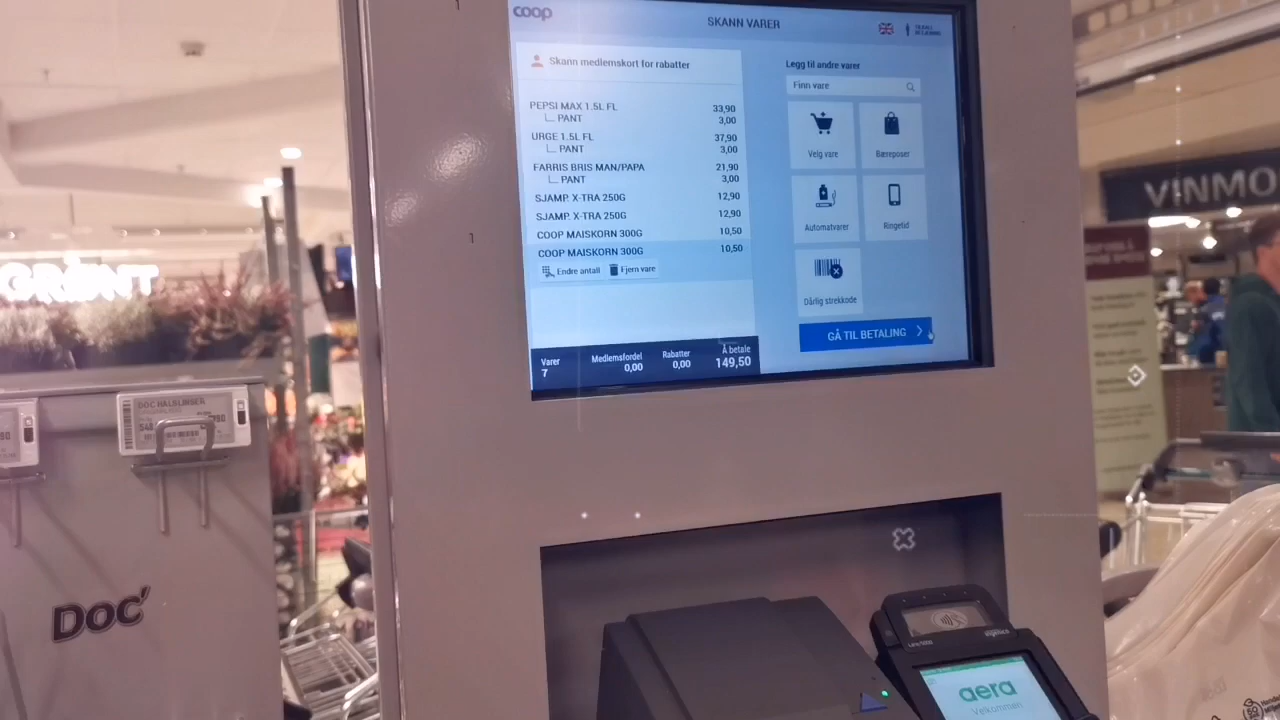 coop
SKANN VARER
Skann medlemskort for rabatter
PEPSI MAX 1.5L FL 33,90
PANT 3,00
URGE 1.5L FL 37,90
PANT 3,00
FARRIS BRIS MAN/PAPA 21,90
PANT 3,00
SJAMP. X-TRA 250G 12,90
SJAMP. X-TRA 250G 12,90
COOP MAISKORN 300G 10,50
COOP MAISKORN 300G 10,50
Endre antall Fjern vare
Varer Medlemsfordel Rabatter Å betale
7 0,00 0,00 149,50
Legg til andre varer
Finn vare
Velg vare Bæreposer
Automatvarer Ringetid
Dårlig strekkode
GÅ TIL BETALING
GRØNT
VINMO
DOC HALSLINSER
Doc'
ingenico
aera
Velkommen